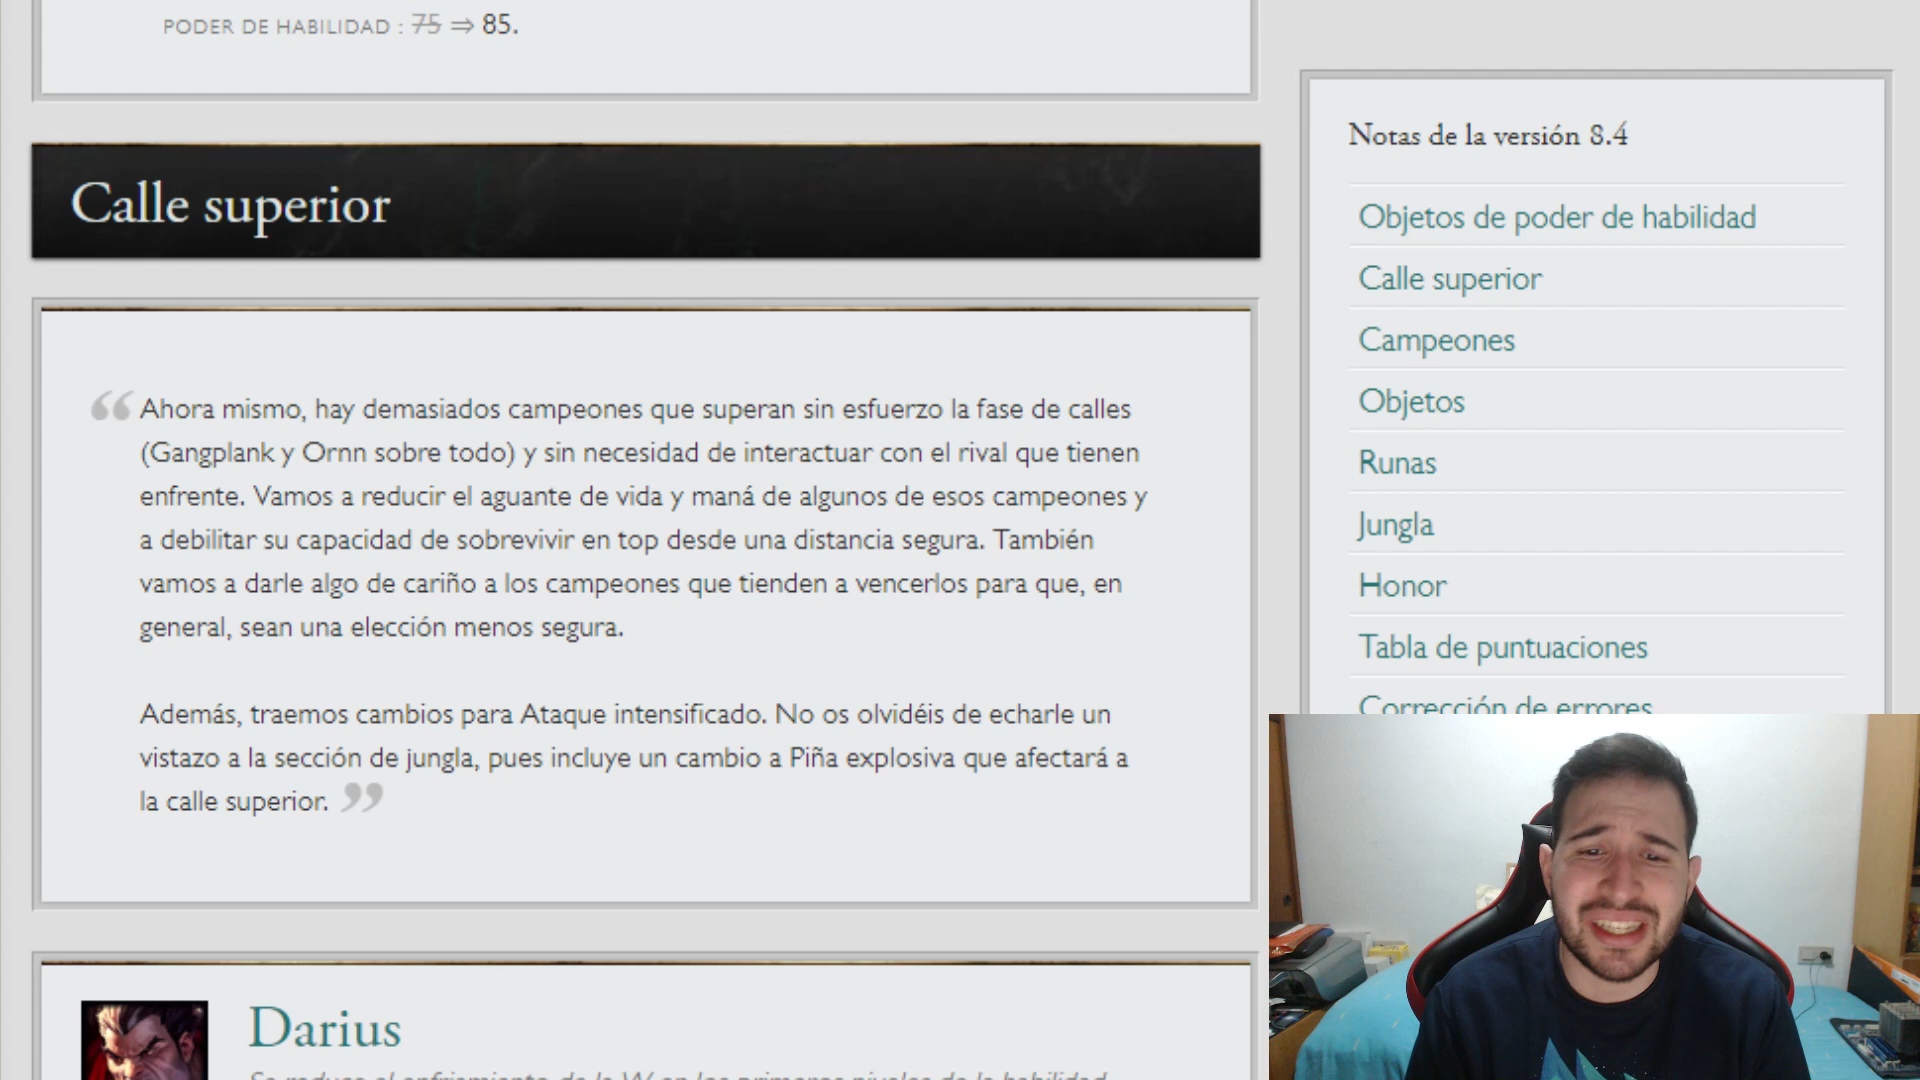 PODER DE HABILIDAD : 75 ⇒ 85.
Calle superior
“ Ahora mismo, hay demasiados campeones que superan sin esfuerzo la fase de calles
(Gangplank y Ornn sobre todo) y sin necesidad de interactuar con el rival que tienen
enfrente. Vamos a reducir el aguante de vida y maná de algunos de esos campeones y
a debilitar su capacidad de sobrevivir en top desde una distancia segura. También
vamos a darle algo de cariño a los campeones que tienden a vencerlos para que, en
general, sean una elección menos segura.
Además, traemos cambios para Ataque intensificado. No os olvidéis de echarle un
vistazo a la sección de jungla, pues incluye un cambio a Piña explosiva que afectará a
la calle superior. ”
Darius
Se reduce el enfriamiento de la W en los primeros niveles de la habilidad.
Notas de la versión 8.4
Objetos de poder de habilidad
Calle superior
Campeones
Objetos
Runas
Jungla
Honor
Tabla de puntuaciones
Corrección de errores